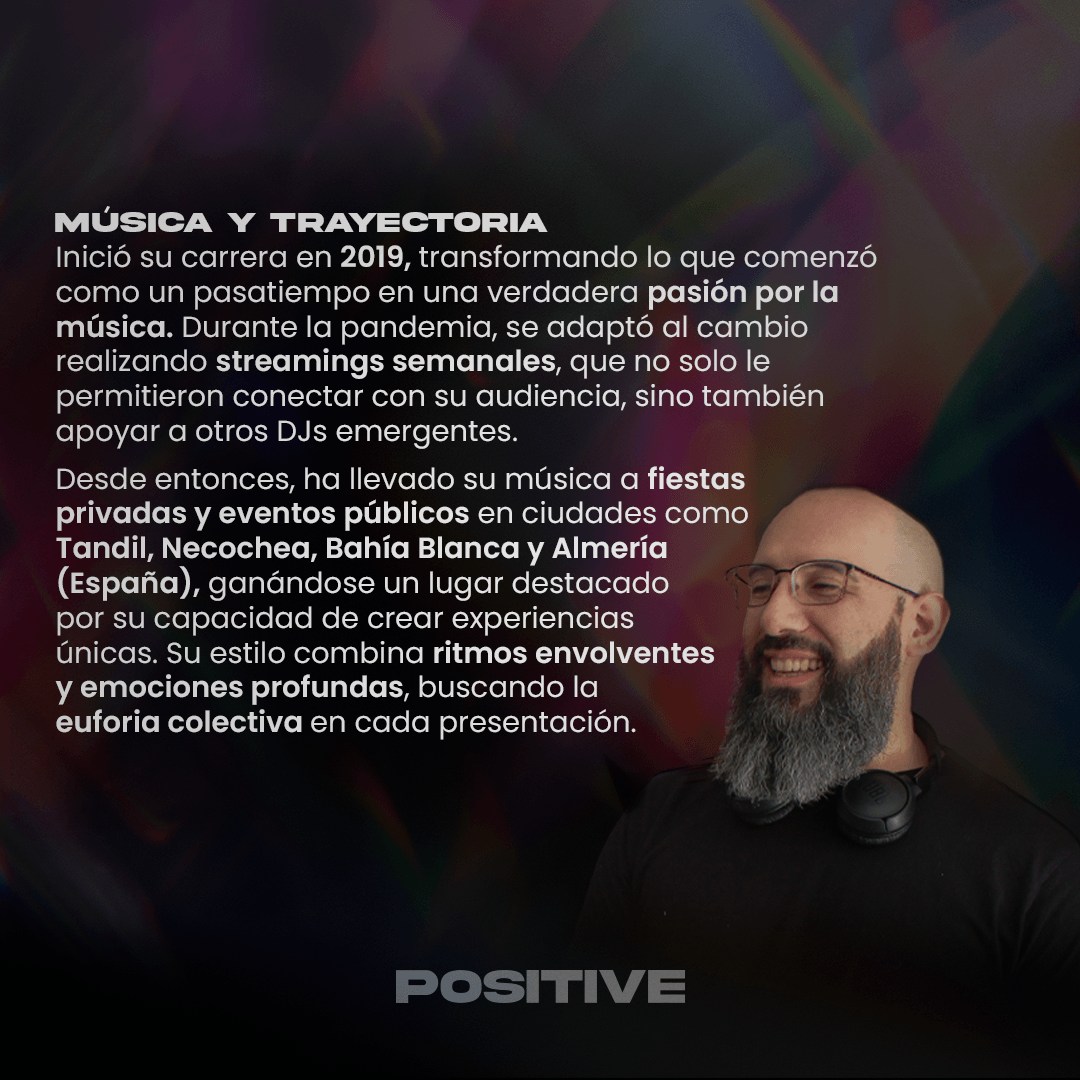 MÚSICA Y TRAYECTORIA
Inició su carrera en 2019, transformando lo que comenzó
como un pasatiempo en una verdadera pasión por la
música. Durante la pandemia, se adaptó al cambio
realizando streamings semanales, que no solo le
permitieron conectar con su audiencia, sino también
apoyar a otros DJs emergentes.
Desde entonces, ha llevado su música a fiestas
privadas y eventos públicos en ciudades como
Tandil, Necochea, Bahía Blanca y Almería
(España), ganándose un lugar destacado
por su capacidad de crear experiencias
únicas. Su estilo combina ritmos envolventes
y emociones profundas, buscando la
euforia colectiva en cada presentación.
JBL
POSITIVE